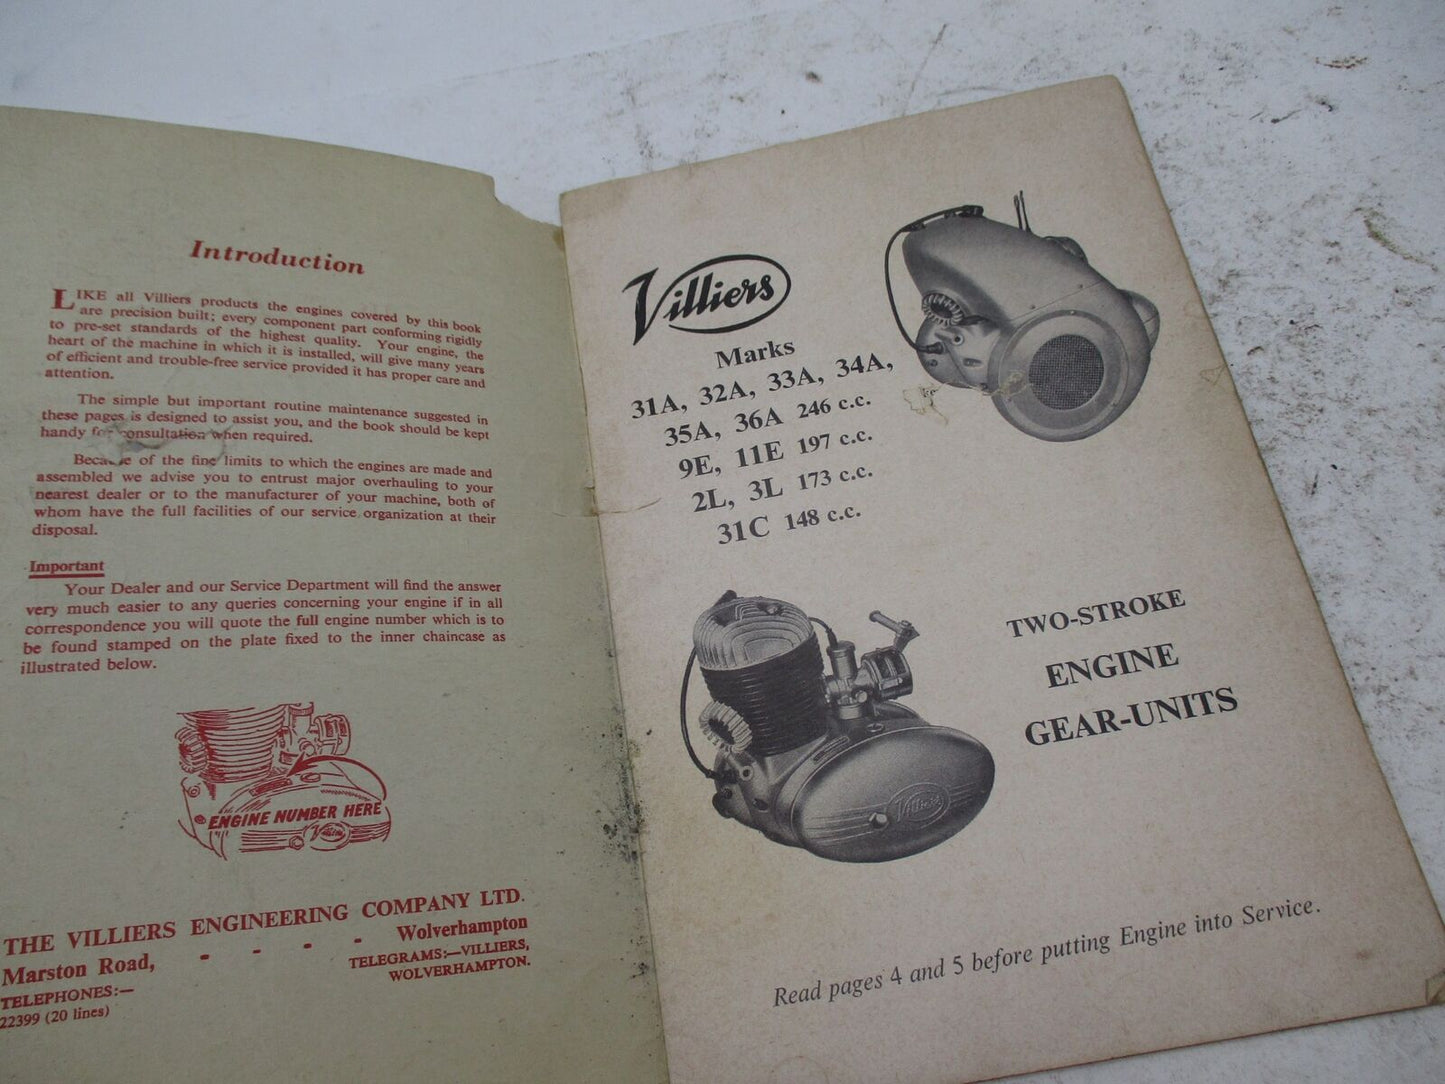 Introduction
LIKE all Villiers products the engines covered by this book
are precision built; every component part conforming rigidly
to pre-set standards of the highest quality. Your engine, the
heart of the machine in which it is installed, will give many years
of efficient and trouble-free service provided it has proper care and
attention.
The simple but important routine maintenance suggested in
these pages is designed to assist you, and the book should be kept
handy for consultation when required.
Because of the fine limits to which the engines are made and
assembled we advise you to entrust major overhauling to your
nearest dealer or to the manufacturer of your machine, both of
whom have the full facilities of our service organization at their
disposal.
Important
Your Dealer and our Service Department will find the answer
very much easier to any queries concerning your engine if in all
correspondence you will quote the full engine number which is to
be found stamped on the plate fixed to the inner chaincase as
illustrated below.
ENGINE NUMBER HERE
Villiers
THE VILLIERS ENGINEERING COMPANY LTD.
Marston Road, - - - - Wolverhampton
TELEPHONES:—
22399 (20 lines)
TELEGRAMS:—VILLIERS,
WOLVERHAMPTON.
Villiers
Marks
31A, 32A, 33A, 34A,
35A, 36A 246 c.c.
9E, 11E 197 c.c.
2L, 3L 173 c.c.
31C 148 c.c.
TWO-STROKE
ENGINE
GEAR-UNITS
Villiers
Read pages 4 and 5 before putting Engine into Service.